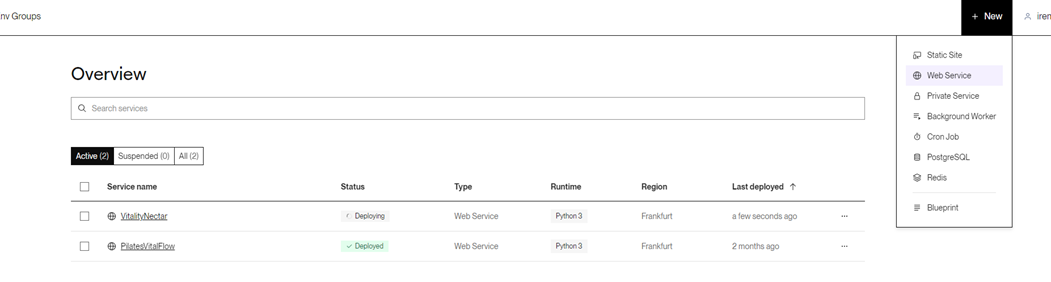 nv Groups
+ New
iren
Static Site
Web Service
Private Service
Background Worker
Cron Job
PostgreSQL
Redis
Blueprint
Overview
Search services
Active (2) Suspended (0) All (2)
Service name Status Type Runtime Region Last deployed ↑
VitalityNectar Deploying Web Service Python 3 Frankfurt a few seconds ago ...
PilatesVitalFlow Deployed Web Service Python 3 Frankfurt 2 months ago ...